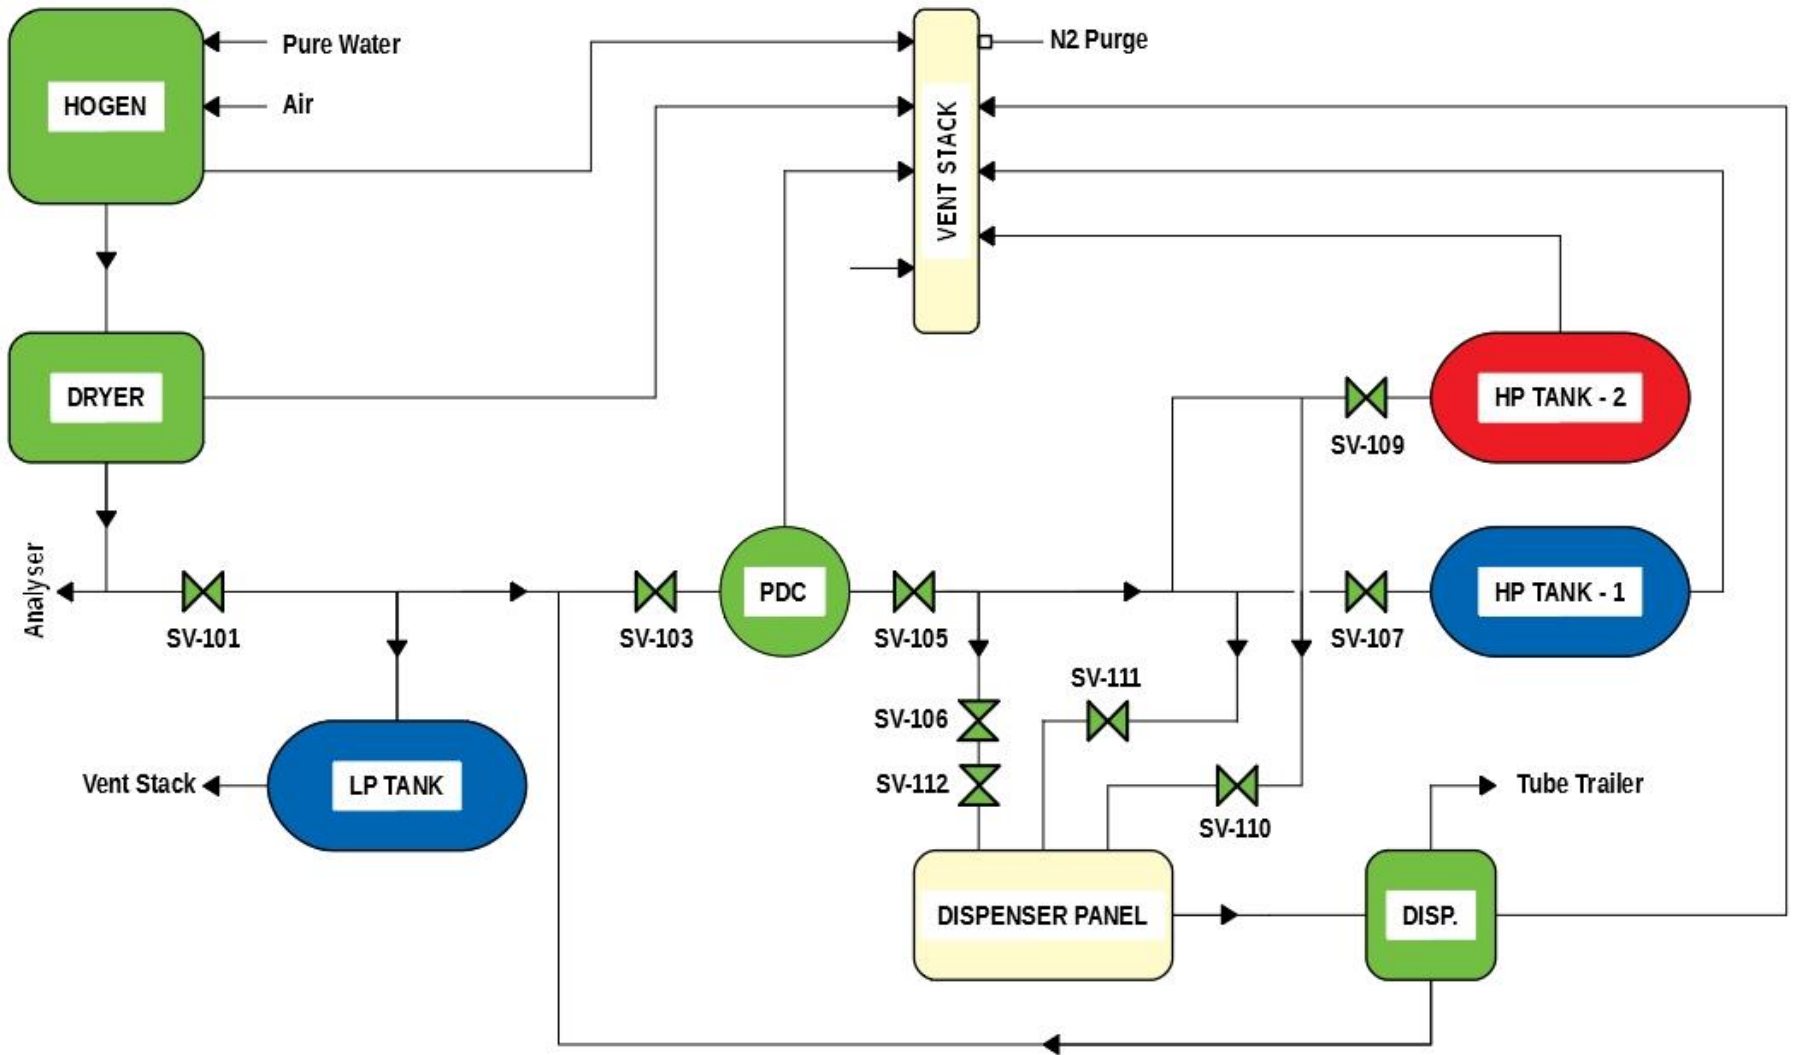 Pure Water
N2 Purge
HOGEN
Air
VENT STACK
DRYER
HP TANK - 2
SV-109
Analyser
PDC
HP TANK - 1
SV-101
SV-103
SV-105
SV-107
SV-111
SV-106
Vent Stack
LP TANK
SV-112
Tube Trailer
SV-110
DISPENSER PANEL
DISP.